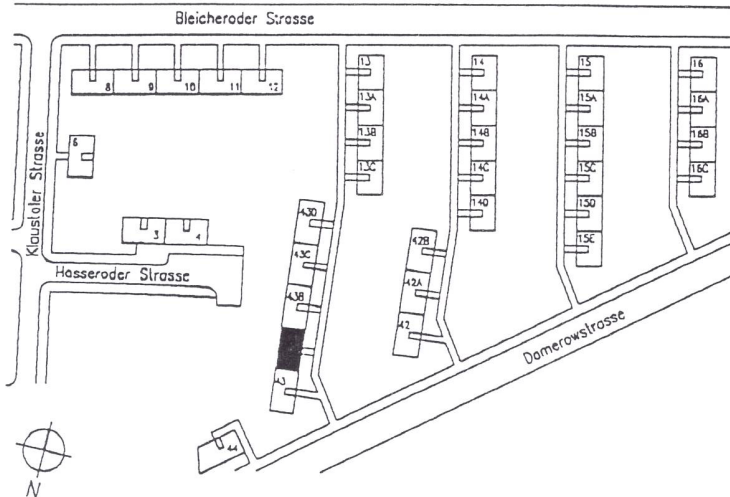 Bleicheroder Strasse
8 9 10 11 12
13
13A
13B
13C
14
14A
14B
14C
14D
15
15A
15B
15C
15D
15E
16
16A
16B
16C
Klaustaler Strasse
6
3 4
Hasseroder Strasse
43D
43C
43B
43
42B
42A
42
44
Damerowstrasse
N